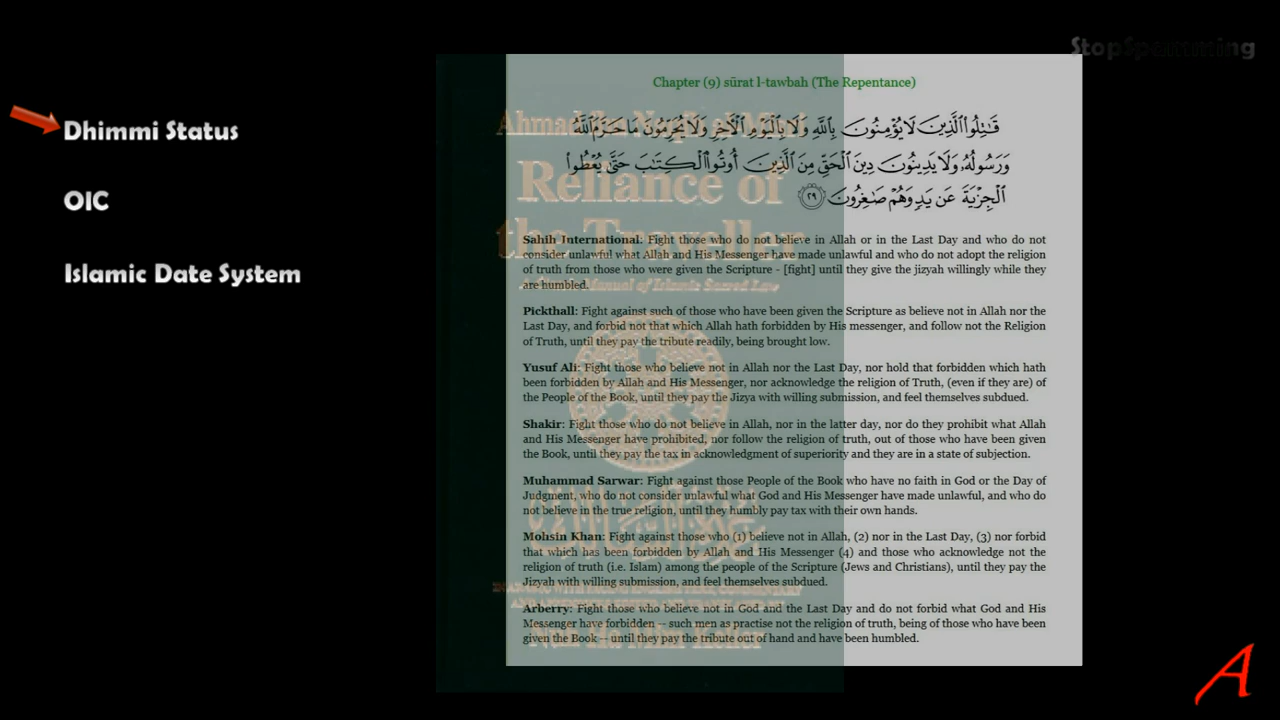 StopSpamming
Dhimmi Status
OIC
Islamic Date System
Chapter (9) sūrat l-tawbah (The Repentance)
قَـٰتِلُوا۟ ٱلَّذِينَ لَا يُؤْمِنُونَ بِٱللَّهِ وَلَا بِٱلْيَوْمِ ٱلْـَٔاخِرِ وَلَا يُحَرِّمُونَ مَا حَرَّمَ ٱللَّهُ
وَرَسُولُهُۥ وَلَا يَدِينُونَ دِينَ ٱلْحَقِّ مِنَ ٱلَّذِينَ أُوتُوا۟ ٱلْكِتَـٰبَ حَتَّىٰ يُعْطُوا۟
ٱلْجِزْيَةَ عَن يَدٍ وَهُمْ صَـٰغِرُونَ ٢٩
Sahih International: Fight those who do not believe in Allah or in the Last Day and who do not
consider unlawful what Allah and His Messenger have made unlawful and who do not adopt the religion
of truth from those who were given the Scripture - [fight] until they give the jizyah willingly while they
are humbled.
Pickthall: Fight against such of those who have been given the Scripture as believe not in Allah nor the
Last Day, and forbid not that which Allah hath forbidden by His messenger, and follow not the Religion
of Truth, until they pay the tribute readily, being brought low.
Yusuf Ali: Fight those who believe not in Allah nor the Last Day, nor hold that forbidden which hath
been forbidden by Allah and His Messenger, nor acknowledge the religion of Truth, (even if they are) of
the People of the Book, until they pay the Jizya with willing submission, and feel themselves subdued.
Shakir: Fight those who do not believe in Allah, nor in the latter day, nor do they prohibit what Allah
and His Messenger have prohibited, nor follow the religion of truth, out of those who have been given
the Book, until they pay the tax in acknowledgment of superiority and they are in a state of subjection.
Muhammad Sarwar: Fight against those People of the Book who have no faith in God or the Day of
Judgment, who do not consider unlawful what God and His Messenger have made unlawful, and who do
not believe in the true religion, until they humbly pay tax with their own hands.
Mohsin Khan: Fight against those who (1) believe not in Allah, (2) nor in the Last Day, (3) nor forbid
that which has been forbidden by Allah and His Messenger (4) and those who acknowledge not the
religion of truth (i.e. Islam) among the people of the Scripture (Jews and Christians), until they pay the
Jizyah with willing submission, and feel themselves subdued.
Arberry: Fight those who believe not in God and the Last Day and do not forbid what God and His
Messenger have forbidden -- such men as practise not the religion of truth, being of those who have been
given the Book -- until they pay the tribute out of hand and have been humbled.
Reliance of
the Traveller
A